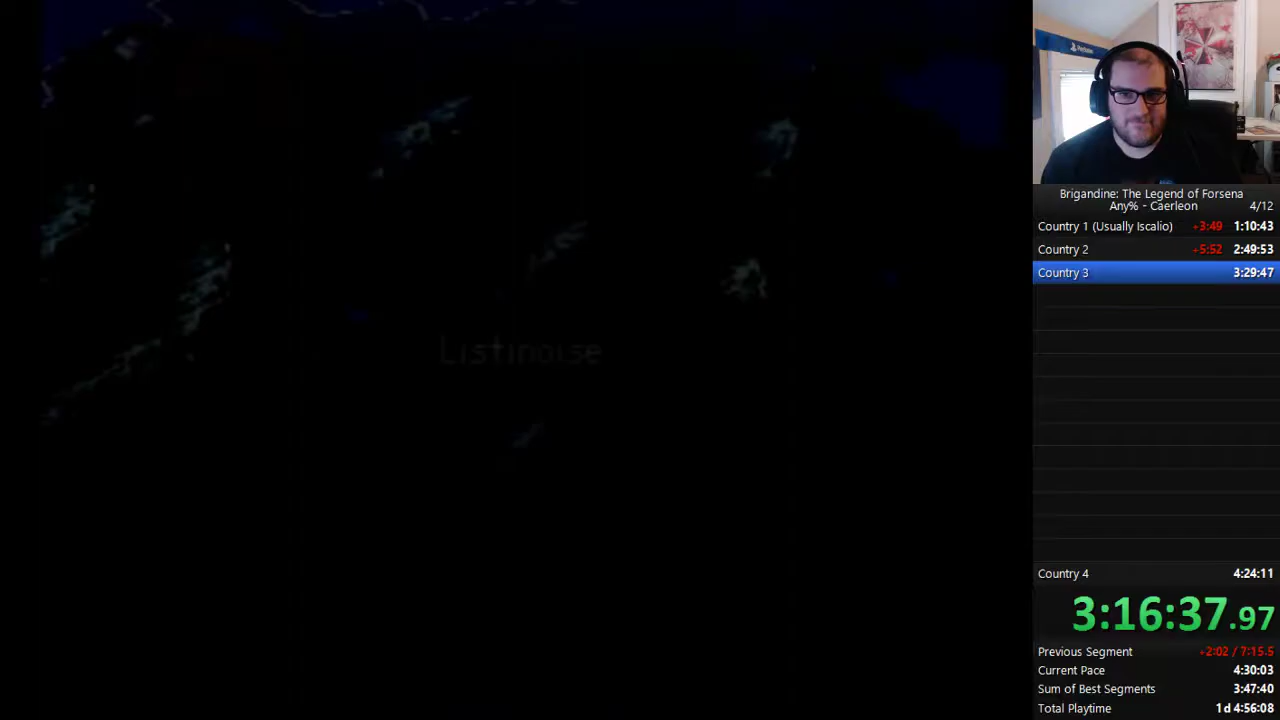 Listinoise
Brigandine: The Legend of Forsena
Any% - Caerleon 4/12
Country 1 (Usually Iscalio) +3:49 1:10:43
Country 2 +5:52 2:49:53
Country 3 3:29:47
Country 4 4:24:11
3:16:37.97
Previous Segment +2:02 / 7:15.5
Current Pace 4:30:03
Sum of Best Segments 3:47:40
Total Playtime 1d 4:56:08